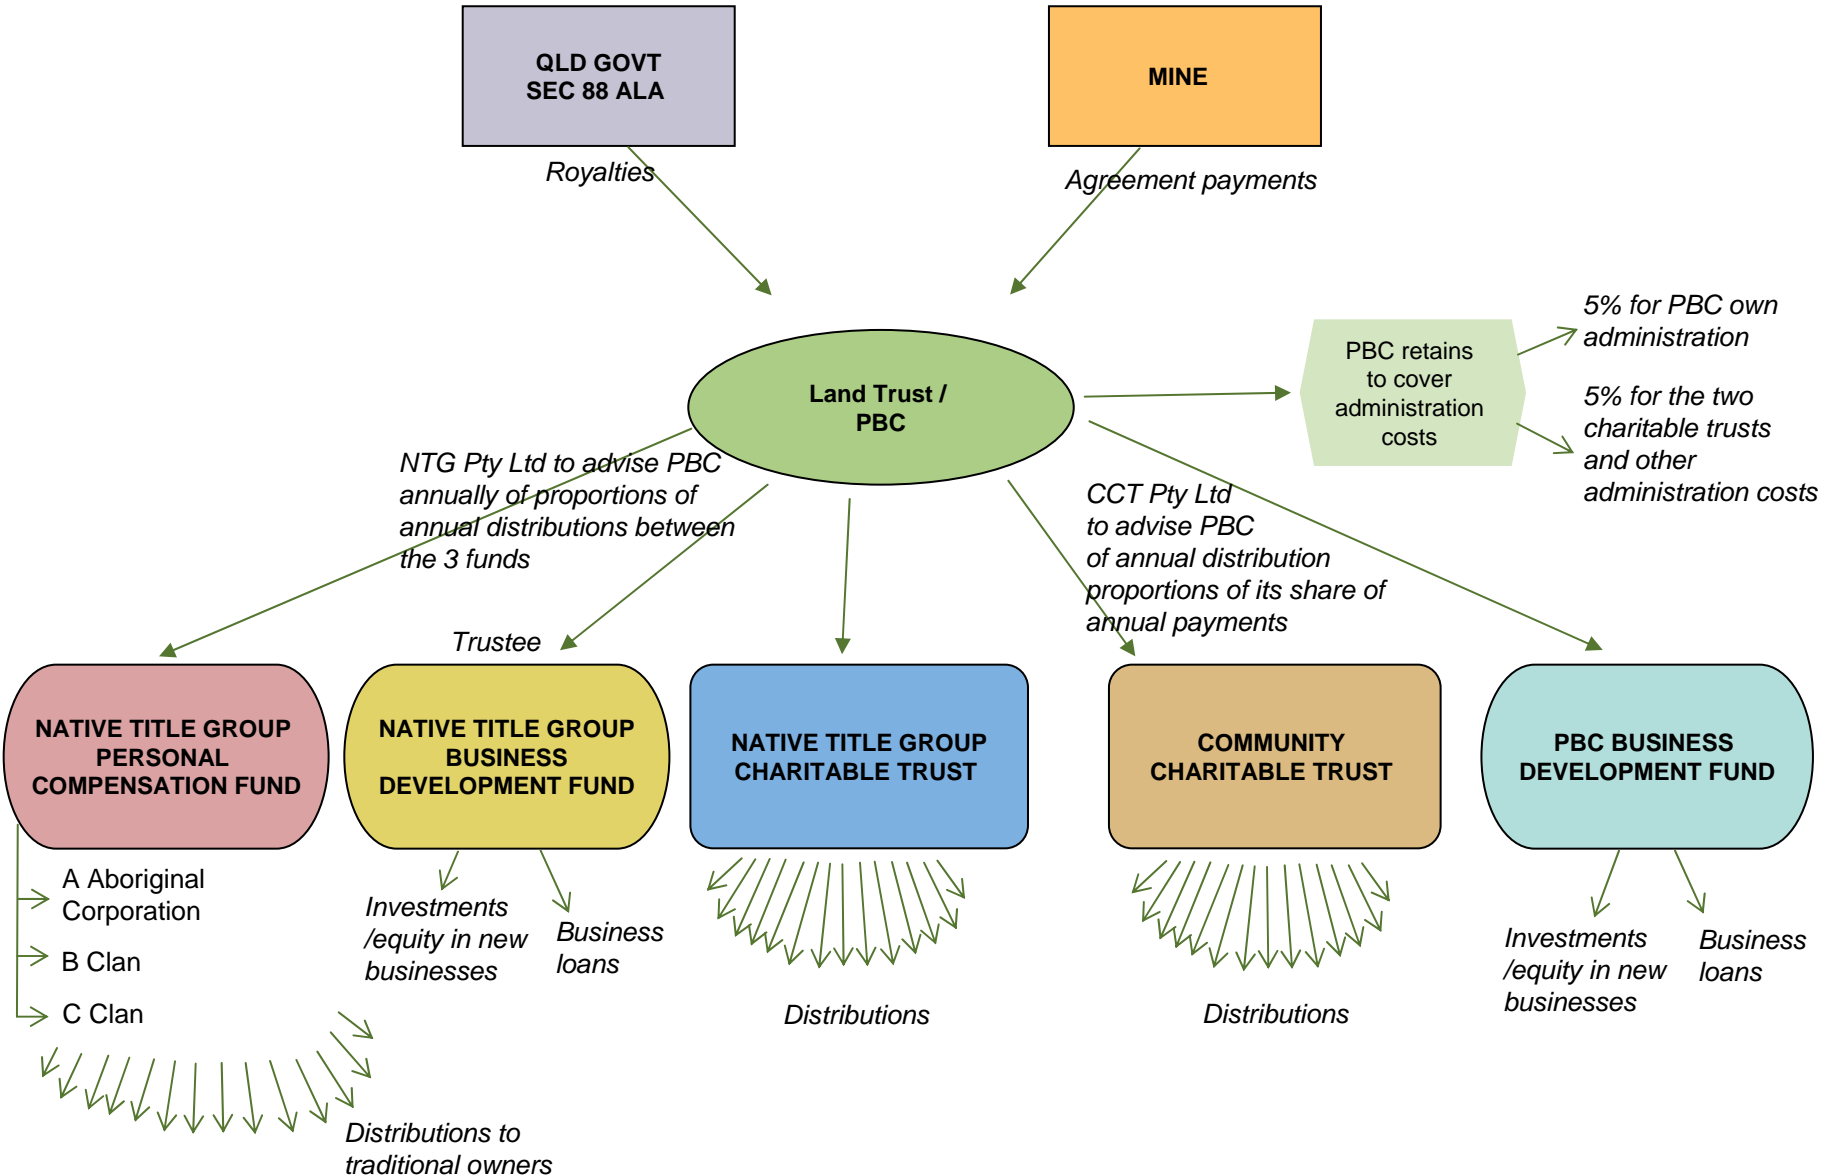 QLD GOVT
SEC 88 ALA
MINE
Royalties
Agreement payments
5% for PBC own
administration
PBC retains
to cover
administration
costs
5% for the two
charitable trusts
and other
administration costs
Land Trust /
PBC
NTG Pty Ltd to advise PBC
annually of proportions of
annual distributions between
the 3 funds
CCT Pty Ltd
to advise PBC
of annual distribution
proportions of its share of
annual payments
Trustee
NATIVE TITLE GROUP
PERSONAL
COMPENSATION FUND
NATIVE TITLE GROUP
BUSINESS
DEVELOPMENT FUND
NATIVE TITLE GROUP
CHARITABLE TRUST
COMMUNITY
CHARITABLE TRUST
PBC BUSINESS
DEVELOPMENT FUND
A Aboriginal
Corporation
B Clan
C Clan
Investments
/equity in new
businesses
Business
loans
Distributions
Distributions
Investments
/equity in new
businesses
Business
loans
Distributions to
traditional owners